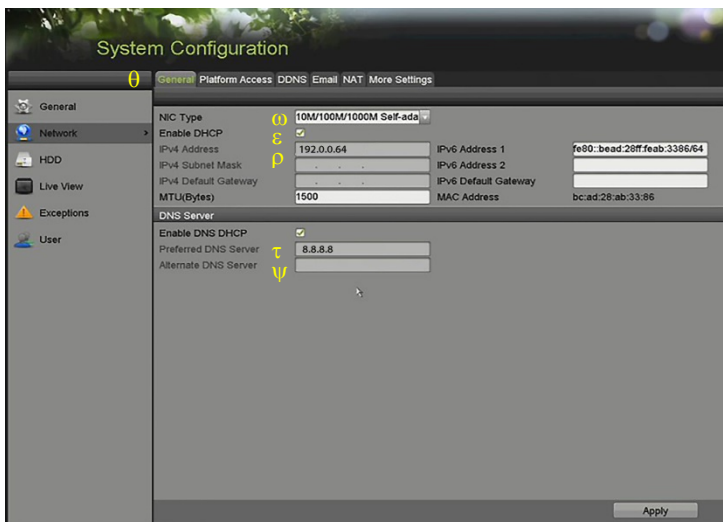 System Configuration
θ General Platform Access DDNS Email NAT More Settings
General
Network >
HDD
Live View
Exceptions
User
NIC Type ω 10M/100M/1000M Self-ada
Enable DHCP ε
IPv4 Address ρ 192.0.0.64 IPv6 Address 1 fe80::bead:28ff:feab:3386/64
IPv4 Subnet Mask . . . IPv6 Address 2
IPv4 Default Gateway . . . IPv6 Default Gateway
MTU(Bytes) 1500 MAC Address bc:ad:28:ab:33:86
DNS Server
Enable DNS DHCP
Preferred DNS Server τ 8.8.8.8
Alternate DNS Server ψ
Apply